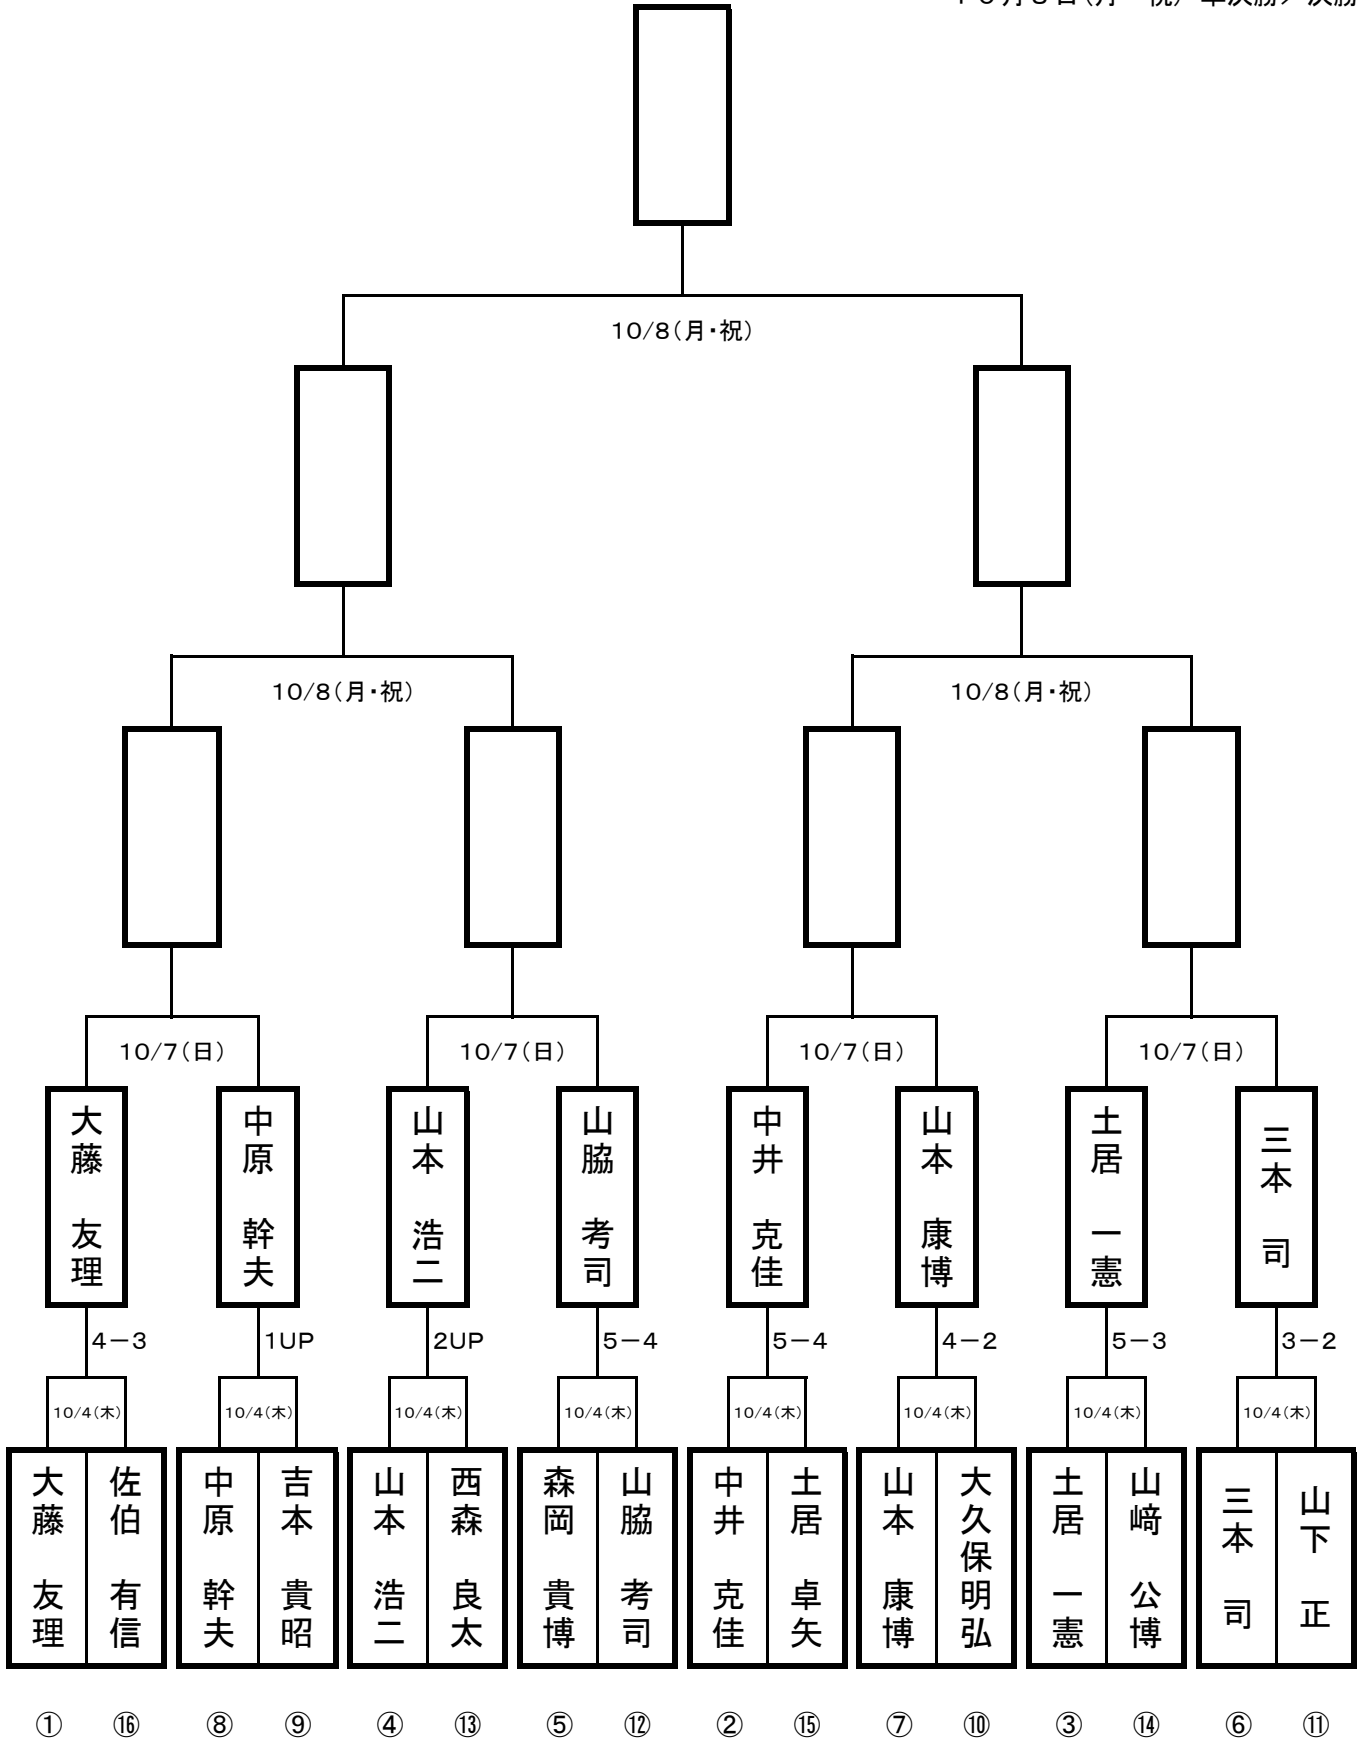 10/8（月・祝）
10/8（月・祝） 10/8（月・祝）
10/7（日） 10/7（日） 10/7（日） 10/7（日）
大藤　友理
中原　幹夫
山本　浩二
山脇　考司
中井　克佳
山本　康博
土居　一憲
三本　司
4－3 1UP 2UP 5－4 5－4 4－2 5－3 3－2
10/4（木） 10/4（木） 10/4（木） 10/4（木） 10/4（木） 10/4（木） 10/4（木） 10/4（木）
大藤　友理
佐伯　有信
中原　幹夫
吉本　貴昭
山本　浩二
西森　良太
森岡　貴博
山脇　考司
中井　克佳
土居　卓矢
山本　康博
大久保明弘
土居　一憲
山﨑　公博
三本　司
山下　正
① ⑯ ⑧ ⑨ ④ ⑬ ⑤ ⑫ ② ⑮ ⑦ ⑩ ③ ⑭ ⑥ ⑪